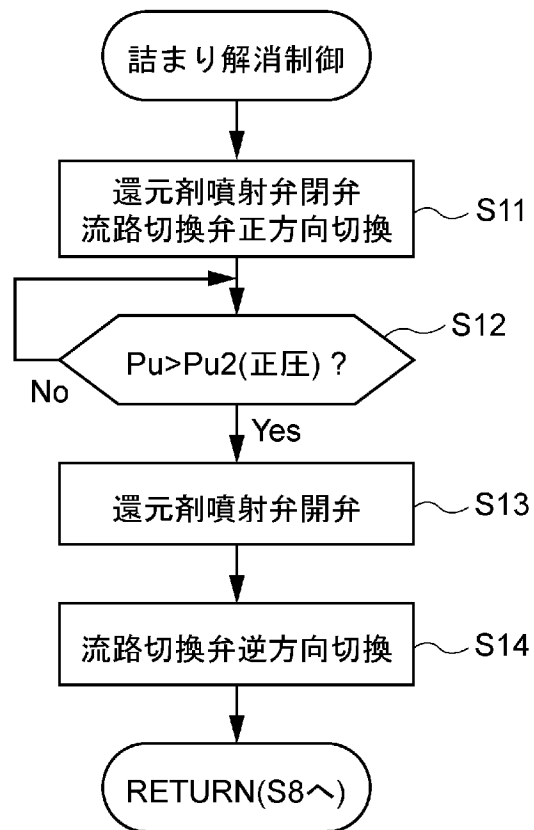 詰まり解消制御
還元剤噴射弁閉弁
流路切換弁正方向切換
S11
Pu>Pu2(正圧)？
S12
No
Yes
還元剤噴射弁開弁
S13
流路切換弁逆方向切換
S14
RETURN(S8へ)